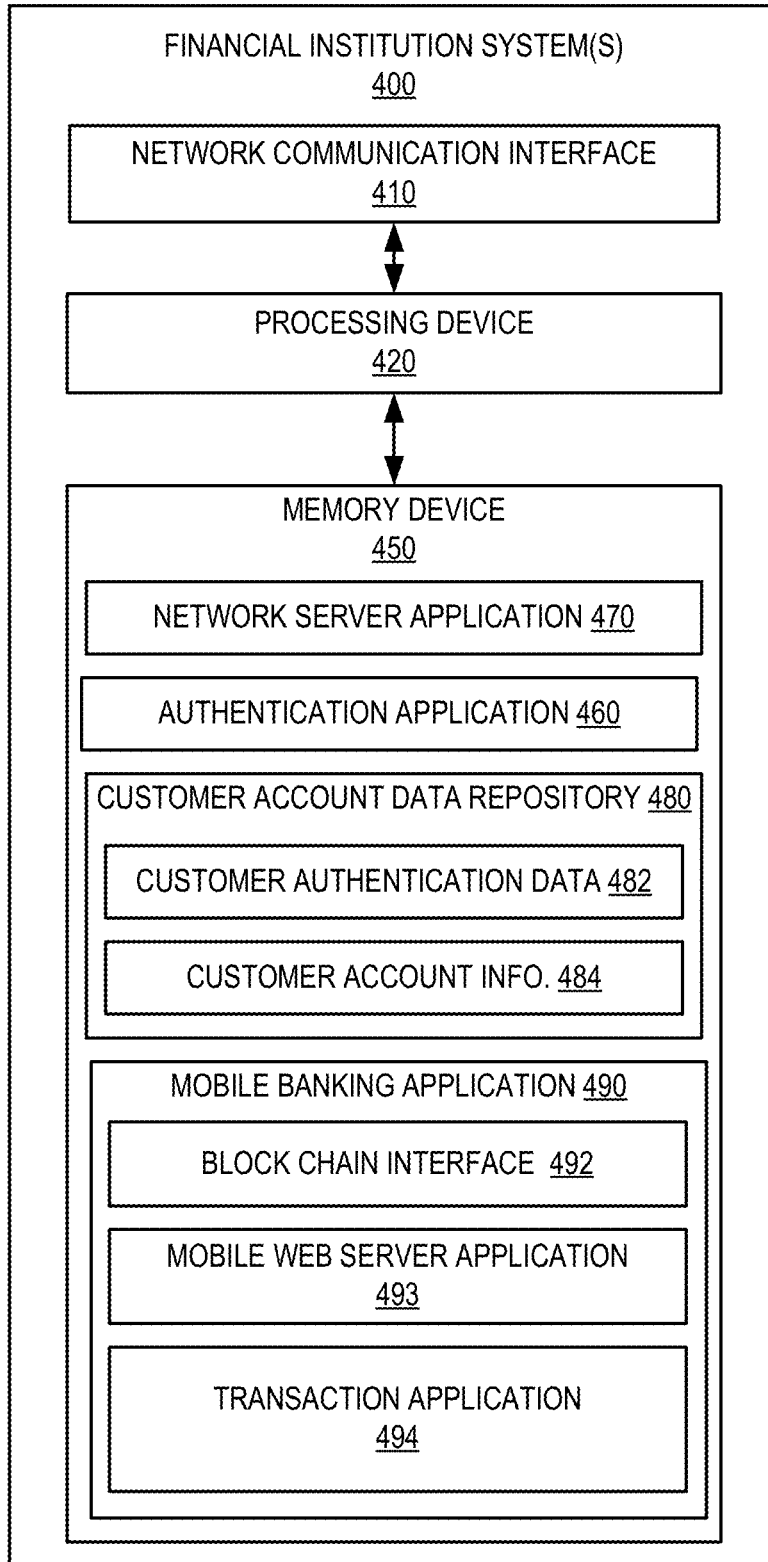 FINANCIAL INSTITUTION SYSTEM(S)
400
NETWORK COMMUNICATION INTERFACE
410
PROCESSING DEVICE
420
MEMORY DEVICE
450
NETWORK SERVER APPLICATION 470
AUTHENTICATION APPLICATION 460
CUSTOMER ACCOUNT DATA REPOSITORY 480
CUSTOMER AUTHENTICATION DATA 482
CUSTOMER ACCOUNT INFO. 484
MOBILE BANKING APPLICATION 490
BLOCK CHAIN INTERFACE 492
MOBILE WEB SERVER APPLICATION
493
TRANSACTION APPLICATION
494